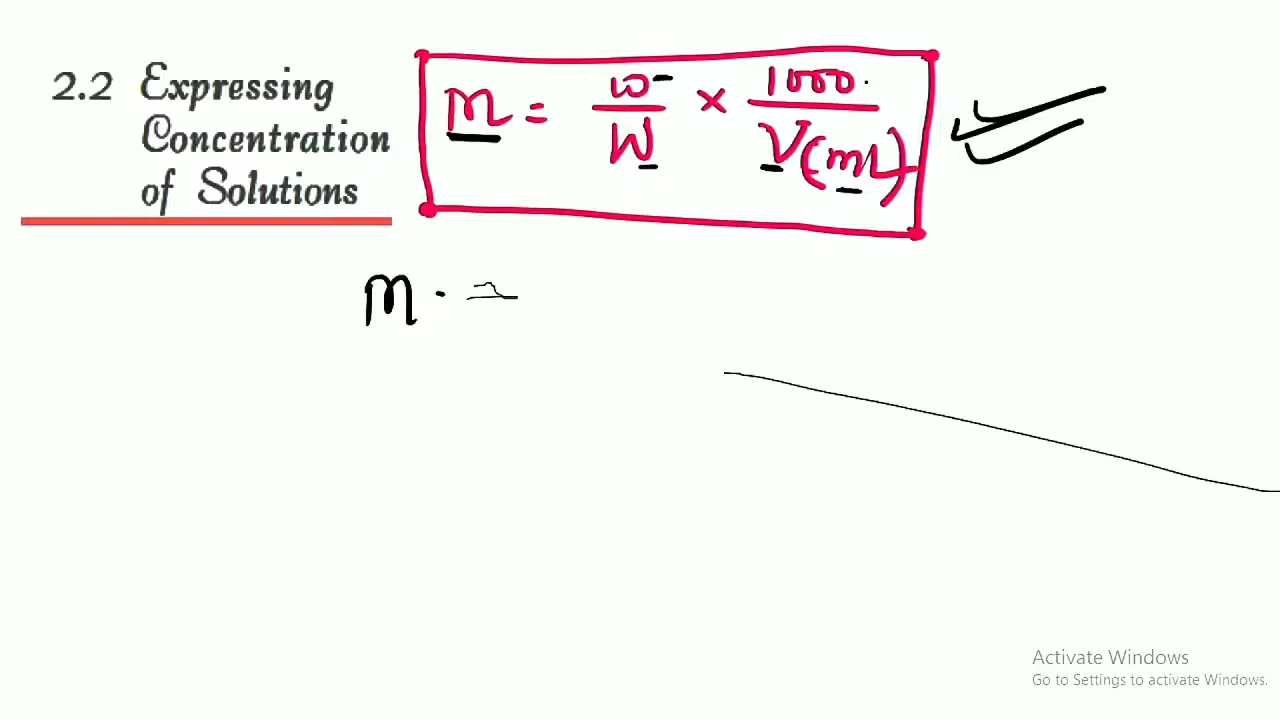 2.2 Expressing
Concentration
of Solutions
M = w/W × 1000/V(mL)
M =
Activate Windows
Go to Settings to activate Windows.